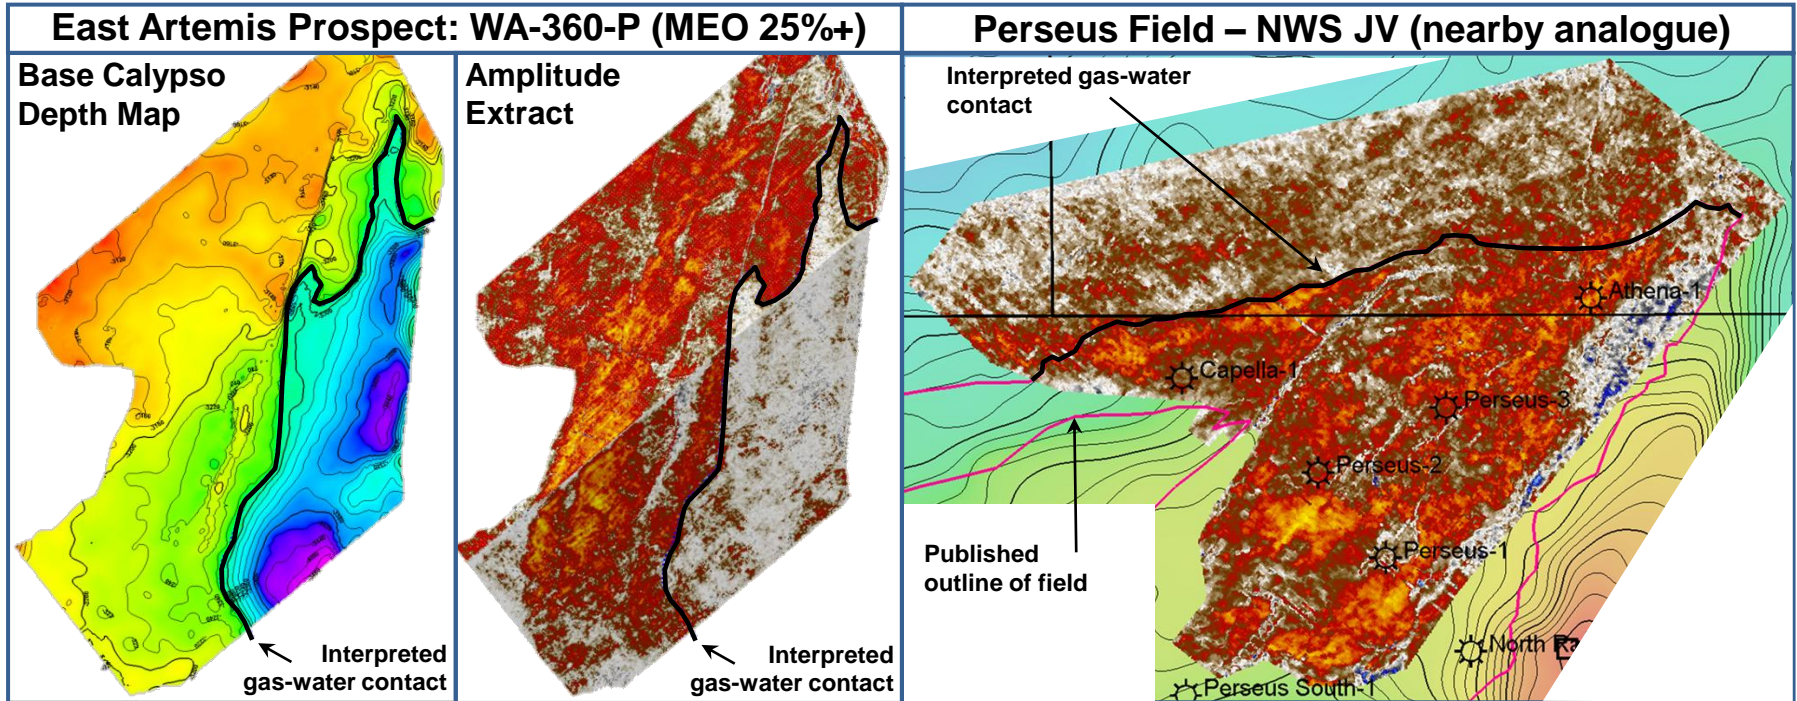 East Artemis Prospect: WA-360-P (MEO 25%+)
Perseus Field – NWS JV (nearby analogue)
Base Calypso
Depth Map
Interpreted
gas-water contact
Amplitude
Extract
Interpreted
gas-water contact
Interpreted gas-water
contact
Athena-1
Capella-1
Perseus-3
Perseus-2
Perseus-1
Published
outline of field
North
Perseus South-1